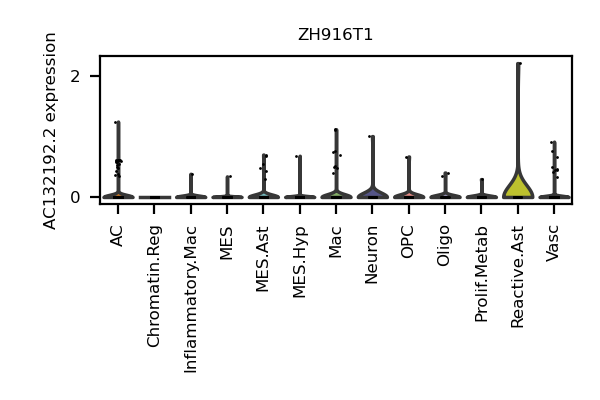 ZH916T1
AC132192.2 expression
2
0
AC
Chromatin.Reg
Inflammatory.Mac
MES
MES.Ast
MES.Hyp
Mac
Neuron
OPC
Oligo
Prolif.Metab
Reactive.Ast
Vasc